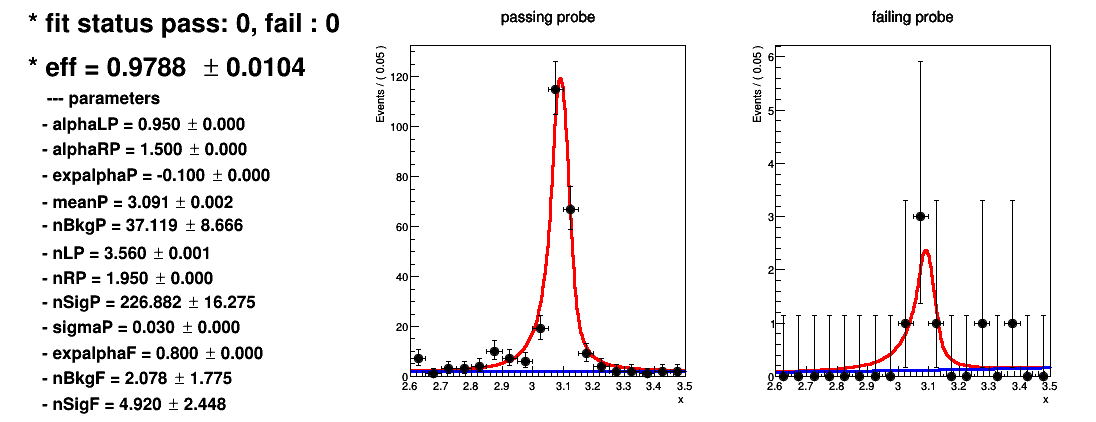 * fit status pass: 0, fail : 0
* eff = 0.9788 ± 0.0104
--- parameters
- alphaLP = 0.950 ± 0.000
- alphaRP = 1.500 ± 0.000
- expalphaP = -0.100 ± 0.000
- meanP = 3.091 ± 0.002
- nBkgP = 37.119 ± 8.666
- nLP = 3.560 ± 0.001
- nRP = 1.950 ± 0.000
- nSigP = 226.882 ± 16.275
- sigmaP = 0.030 ± 0.000
- expalphaF = 0.800 ± 0.000
- nBkgF = 2.078 ± 1.775
- nSigF = 4.920 ± 2.448
passing probe
Events / ( 0.05 )
120
100
80
60
40
20
0
2.6 2.7 2.8 2.9 3 3.1 3.2 3.3 3.4 3.5
x
failing probe
Events / ( 0.05 )
6
5
4
3
2
1
0
2.6 2.7 2.8 2.9 3 3.1 3.2 3.3 3.4 3.5
x